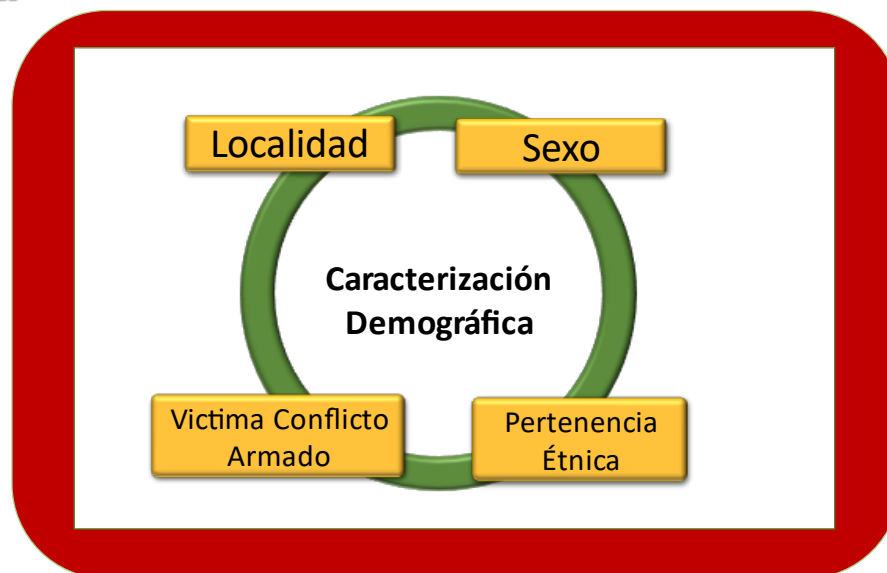 Localidad
Sexo
Caracterización
Demográfica
Victima Conflicto
Armado
Pertenencia
Étnica